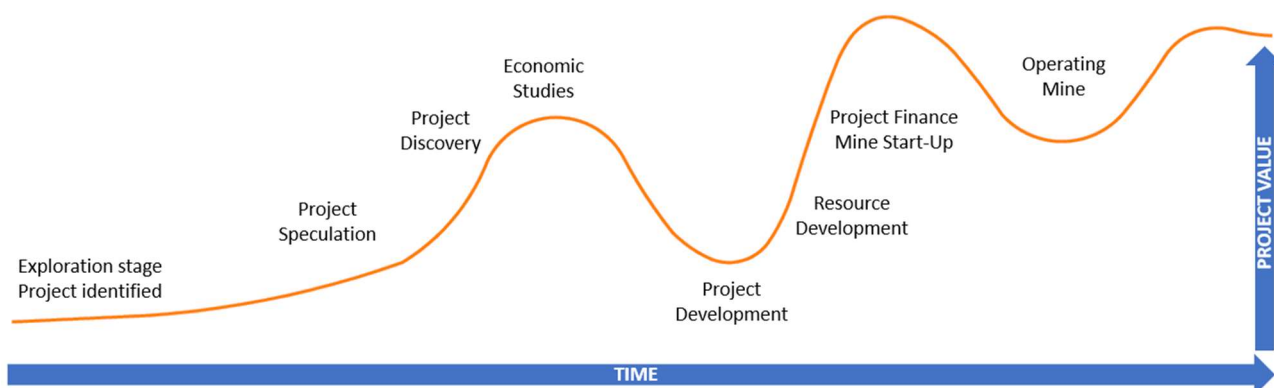 Exploration stage
Project identified
Project
Speculation
Project
Discovery
Economic
Studies
Project
Development
Resource
Development
Project Finance
Mine Start-Up
Operating
Mine
PROJECT VALUE
TIME